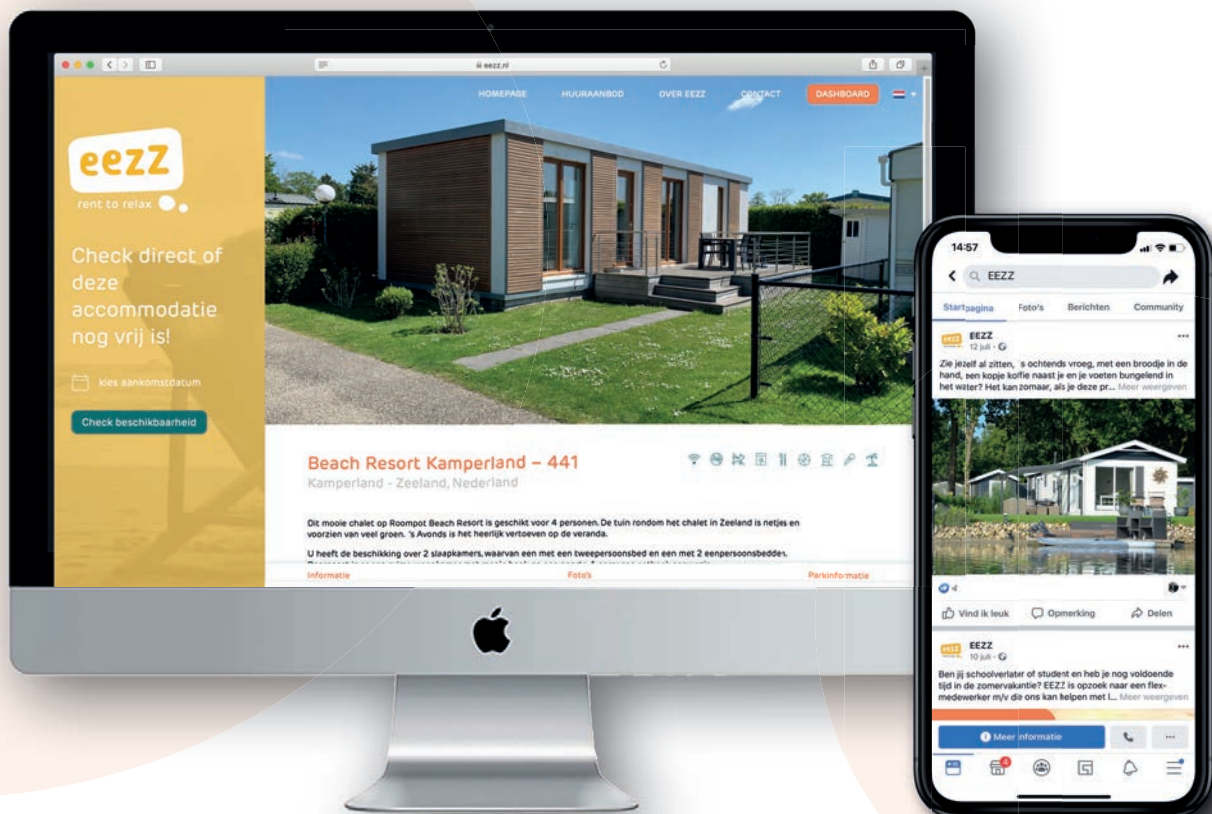 eezz.nl
HOMEPAGE
HUURAANBOD
OVER EEZZ
CONTACT
DASHBOARD
eezz
rent to relax
Check direct of
deze
accommodatie
nog vrij is!
kies aankomstdatum
Check beschikbaarheid
Beach Resort Kamperland – 441
Kamperland - Zeeland, Nederland
Dit mooie chalet op Roompot Beach Resort is geschikt voor 4 personen. De tuin rondom het chalet in Zeeland is netjes en
voorzien van veel groen. 's Avonds is het heerlijk vertoeven op de veranda.
U heeft de beschikking over 2 slaapkamers, waarvan een met een tweepersoonsbed en een met 2 eenpersoonsbedden.
Informatie
Foto's
Parkinformatie
14:57
EEZZ
Startpagina
Foto's
Berichten
Community
eezz
EEZZ
12 juli
Zie jezelf al zitten, 's ochtends vroeg, met een broodje in de
hand, een kopje koffie naast je en je voeten bungelend in
het water? Het kan zomaar, als je deze pr... Meer weergeven
4
Vind ik leuk
Opmerking
Delen
eezz
EEZZ
10 juli
Ben jij schoolverlater of student en heb je nog voldoende
tijd in de zomervakuntie? EEZZ is opzoek naar een flex-
medewerker m/v die ons kan helpen met l... Meer weergeven
Meer informatie
4